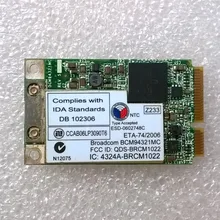 Complies with
IDA Standards
DB 102306
Z233
NTC
Type Accepted
ESD-0602748C
CCAB06LP3090T6
ETA-74/2006
Broadcom BCM94321MC
FCC ID: QDS-BRCM1022
IC: 4324A-BRCM1022
N12075